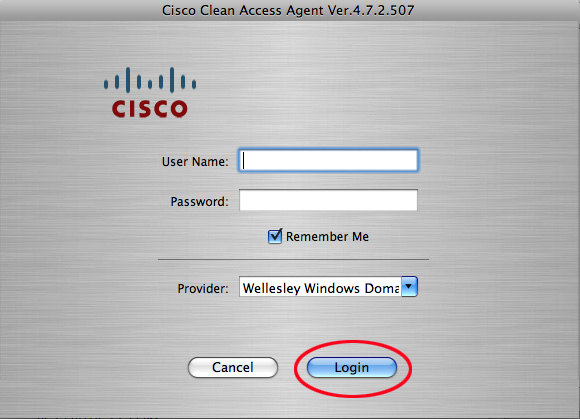 Cisco Clean Access Agent Ver.4.7.2.507
CISCO
User Name:
Password:
Remember Me
Provider: Wellesley Windows Doma
Cancel Login